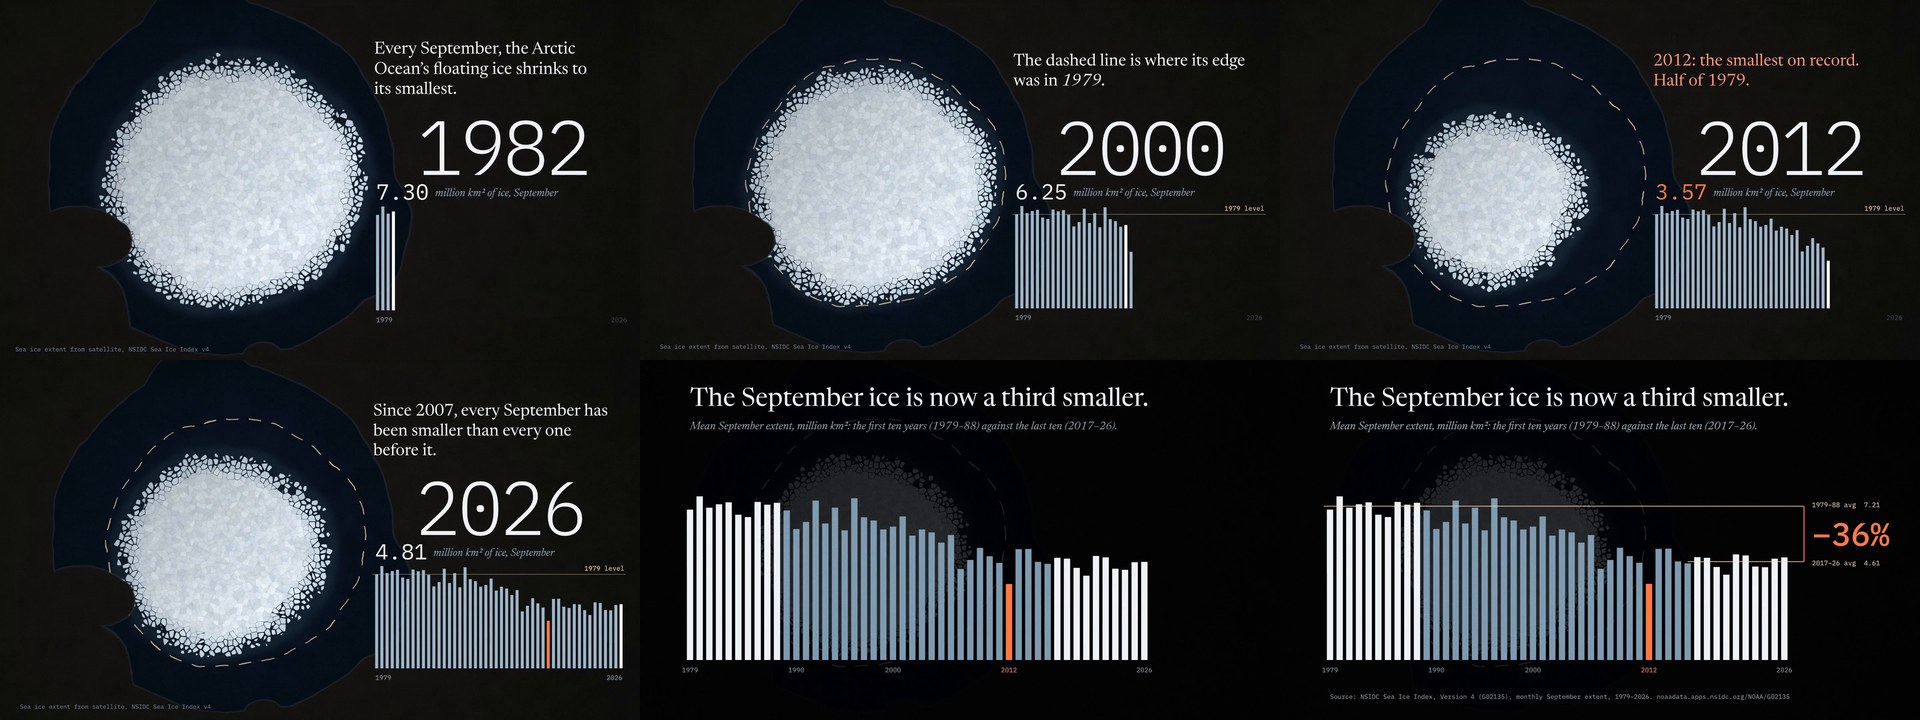 Every September, the Arctic
Ocean's floating ice shrinks to
its smallest.
1982
7.30 million km² of ice, September
1979
2026
Sea ice extent from satellite, NSIDC Sea Ice Index v4
The dashed line is where its edge
was in 1979.
2000
6.25 million km² of ice, September
1979 level
1979
2026
Sea ice extent from satellite, NSIDC Sea Ice Index v4
2012: the smallest on record.
Half of 1979.
2012
3.57 million km² of ice, September
1979 level
1979
2026
Sea ice extent from satellite, NSIDC Sea Ice Index v4
Since 2007, every September has
been smaller than every one
before it.
2026
4.81 million km² of ice, September
1979 level
1979
2026
Sea ice extent from satellite, NSIDC Sea Ice Index v4
The September ice is now a third smaller.
Mean September extent, million km²: the first ten years (1979–88) against the last ten (2017–26).
1979 1990 2000 2012 2026
The September ice is now a third smaller.
Mean September extent, million km²: the first ten years (1979–88) against the last ten (2017–26).
1979–88 avg 7.21
−36%
2017–26 avg 4.61
1979 1990 2000 2012 2026
Source: NSIDC Sea Ice Index, Version 4 (G02135), monthly September extent, 1979–2026. noaadata.apps.nsidc.org/NOAA/G02135